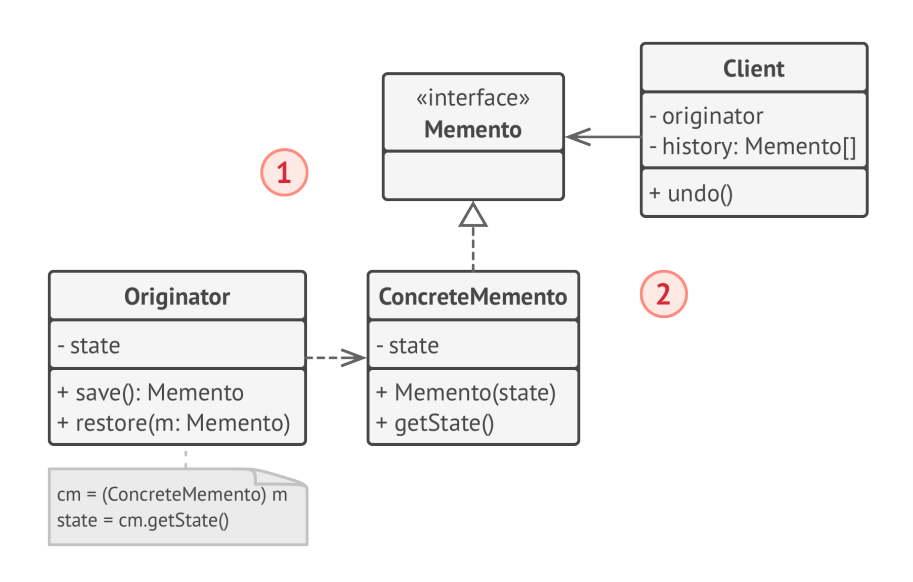 «interface»
Memento
Client
- originator
- history: Memento[]
+ undo()
1
Originator
- state
+ save(): Memento
+ restore(m: Memento)
ConcreteMemento
- state
+ Memento(state)
+ getState()
2
cm = (ConcreteMemento) m
state = cm.getState()